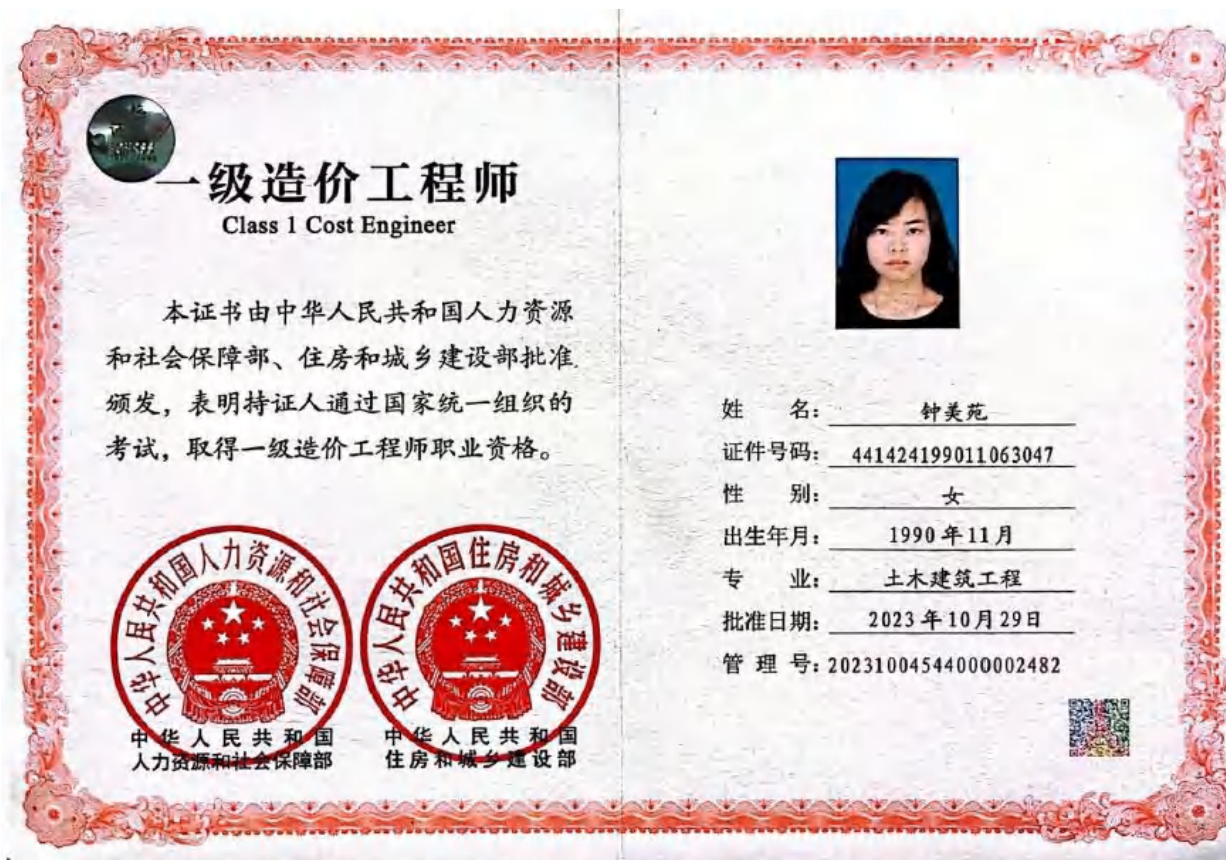 一级造价工程师
Class 1 Cost Engineer
本证书由中华人民共和国人力资源
和社会保障部、住房和城乡建设部批准
颁发，表明持证人通过国家统一组织的
考试，取得一级造价工程师职业资格。
中华人民共和国人力资源和社会保障部
中华人民共和国
人力资源和社会保障部
中华人民共和国住房和城乡建设部
中华人民共和国
住房和城乡建设部
姓 名： 钟美苑
证件号码： 441424199011063047
性 别： 女
出生年月： 1990年11月
专 业： 土木建筑工程
批准日期： 2023年10月29日
管 理 号： 20231004544000002482